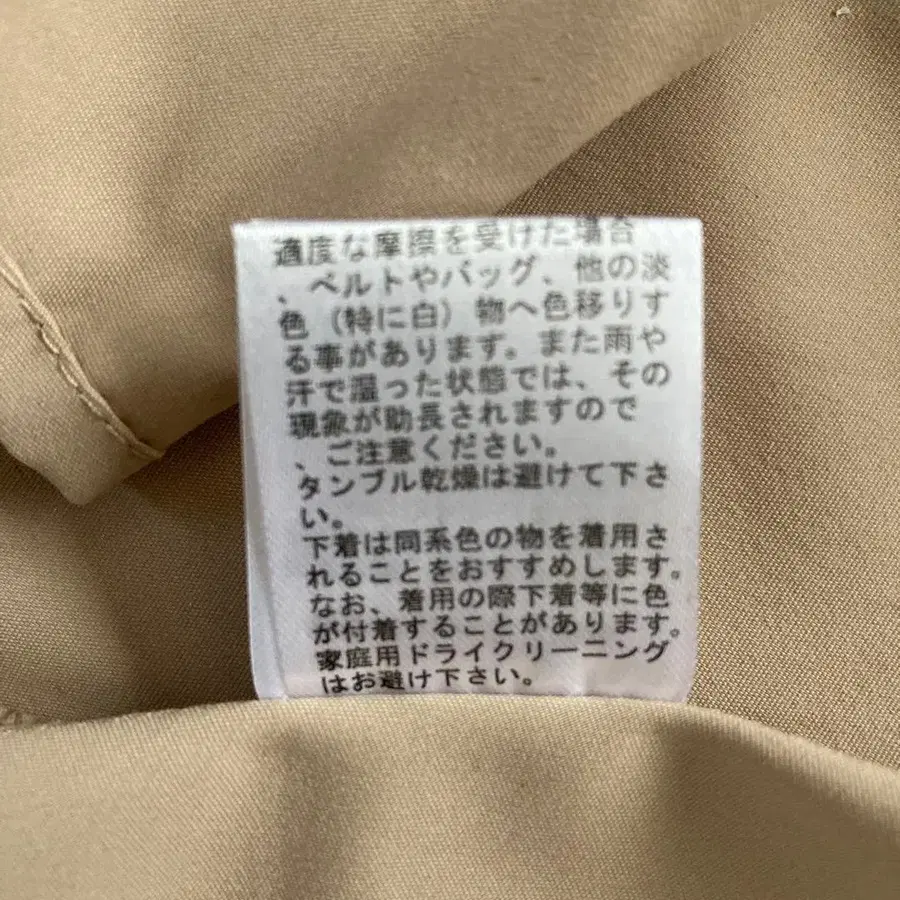 適度な摩擦を受けた場合
、ベルトやバッグ、他の淡
色（特に白）物へ色移りす
る事があります。また雨や
汗で湿った状態では、その
現象が助長されますので
、ご注意ください。
タンブル乾燥は避けて下さ
い。
下着は同系色の物を着用さ
れることをおすすめします。
なお、着用の際下着等に色
が付着することがあります。
家庭用ドライクリーニング
はお避け下さい。